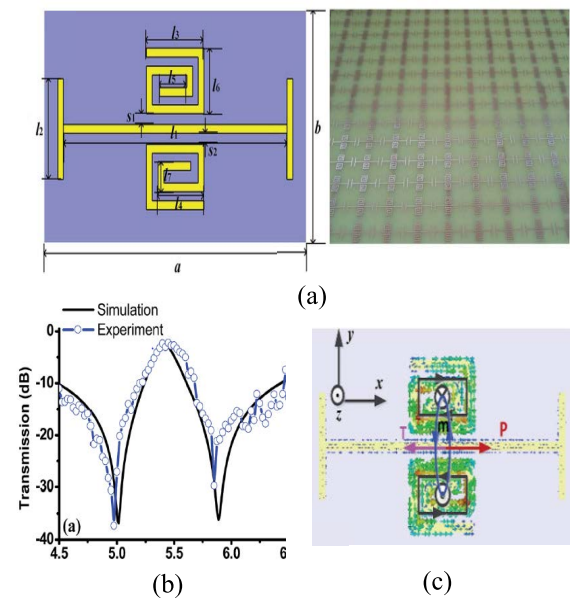 l3
l5
l6
s1
l2
l1
b
s2
l7
l4
a
(a)
Simulation
Experiment
Transmission (dB)
0
-10
-20
-30
-40
(a)
4.5 5.0 5.5 6.0 6
(b)
y
x
z
m
T
P
(c)